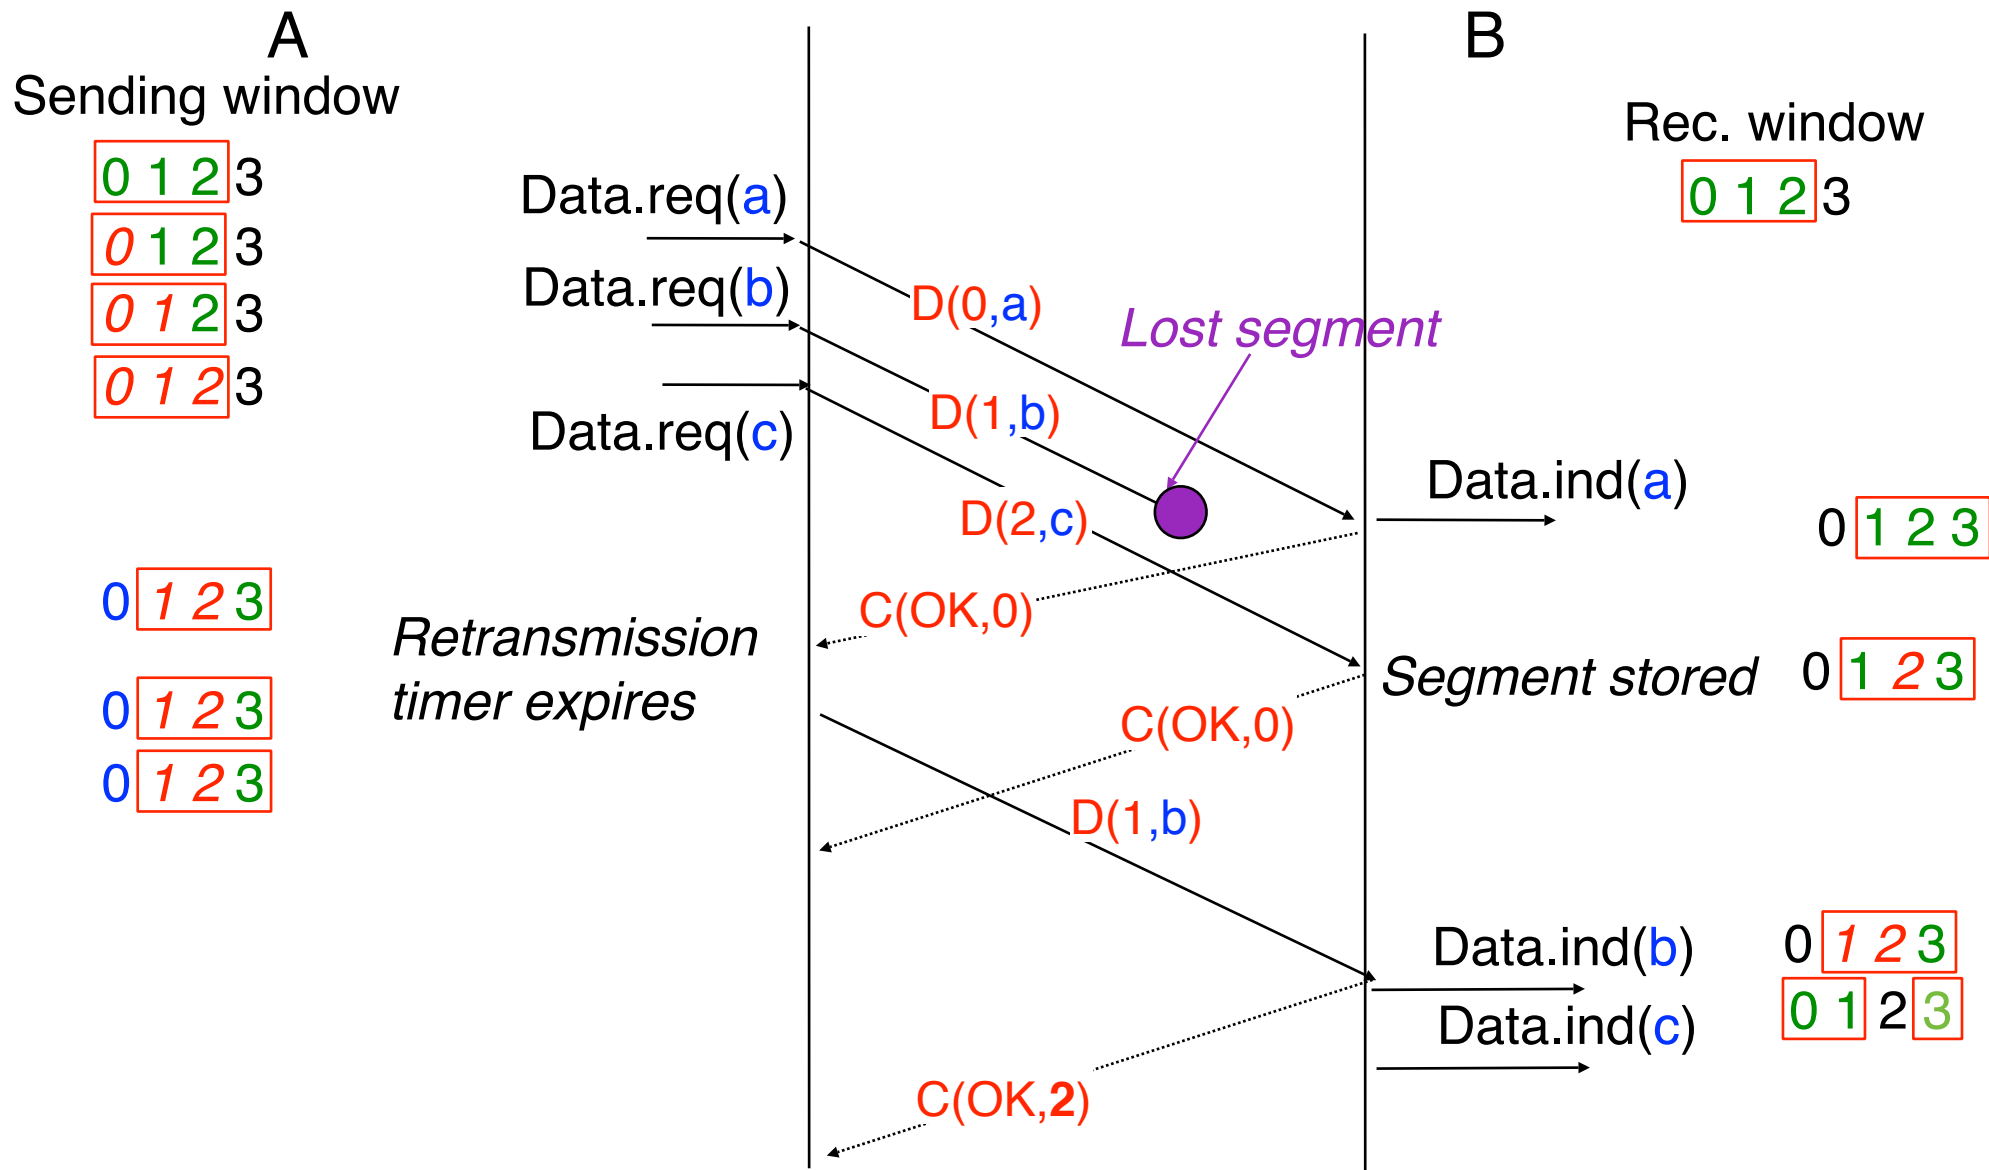 A
B
Sending window
Rec. window
0 1 2 3
0 1 2 3
Data.req(a)
0 1 2 3
Data.req(b)
D(0,a)
0 1 2 3
Lost segment
0 1 2 3
D(1,b)
Data.req(c)
Data.ind(a)
D(2,c)
0 1 2 3
0 1 2 3
C(OK,0)
Retransmission
timer expires
Segment stored
0 1 2 3
0 1 2 3
C(OK,0)
0 1 2 3
D(1,b)
Data.ind(b)
0 1 2 3
Data.ind(c)
0 1 2 3
C(OK,2)